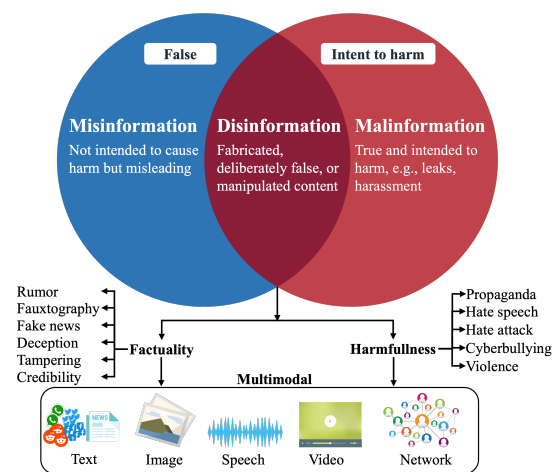 False
Intent to harm
Misinformation
Not intended to cause
harm but misleading
Disinformation
Fabricated,
deliberately false, or
manipulated content
Malinformation
True and intended to
harm, e.g., leaks,
harassment
Rumor
Fauxtography
Fake news
Deception
Tampering
Credibility
Factuality
Harmfullness
Propaganda
Hate speech
Hate attack
Cyberbullying
Violence
Multimodal
NEWS
Text
Image
Speech
Video
Network